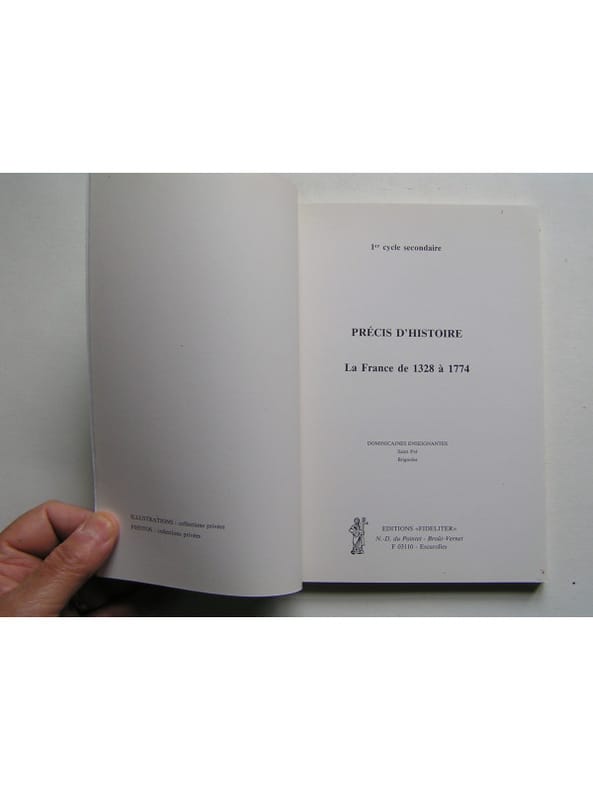 ILLUSTRATIONS : collections privées
PHOTOS : colections privées
1er cycle secondaire
PRÉCIS D'HISTOIRE
La France de 1328 à 1774
DOMINICAINES ENSEIGNANTES
Saint Pré
Brignoles
EDITIONS «FIDELITER»
N.-D. du Pointet - Broût-Vernet
F 03110 - Escurolles